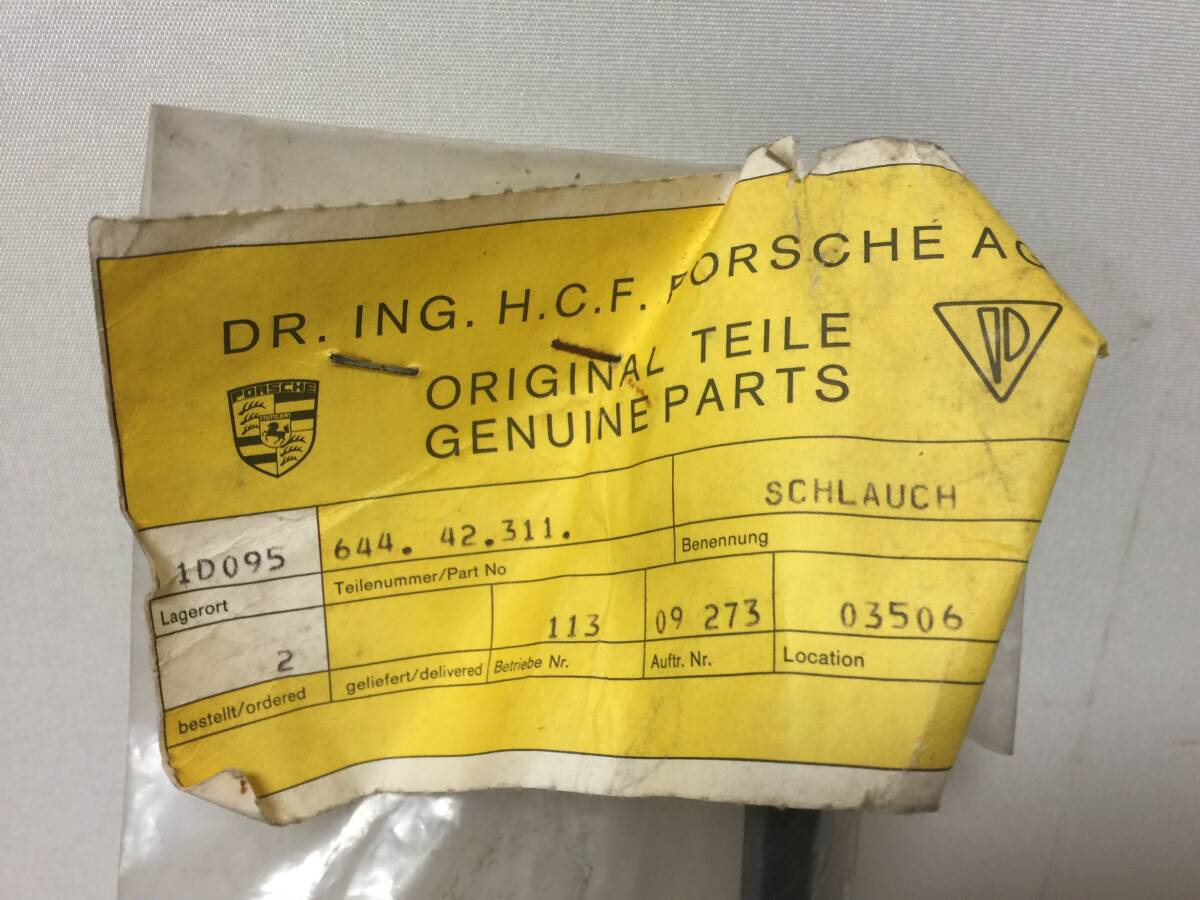 DR. ING. H.C.F. PORSCHE AG
ORIGINAL TEILE
GENUINE PARTS
PORSCHE
SCHLAUCH
1D095
644. 42.311.
Benennung
Lagerort
Teilenummer/Part No
2
113
09 273
03506
bestellt/ordered
geliefert/delivered
Betriebe Nr.
Auftr. Nr.
Location